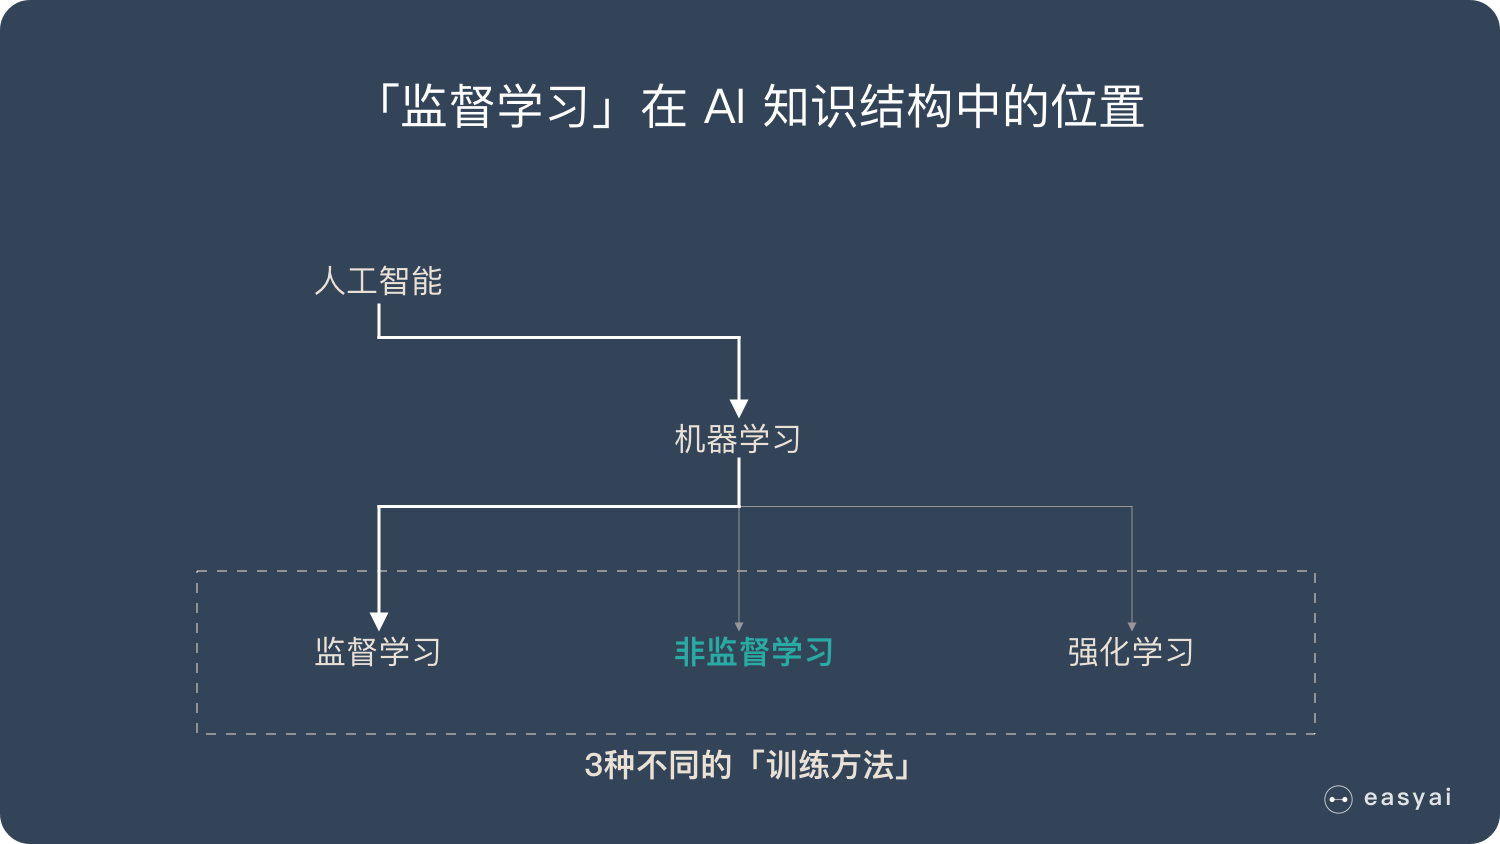 「监督学习」在 AI 知识结构中的位置
人工智能
机器学习
监督学习
非监督学习
强化学习
3种不同的「训练方法」
easyai